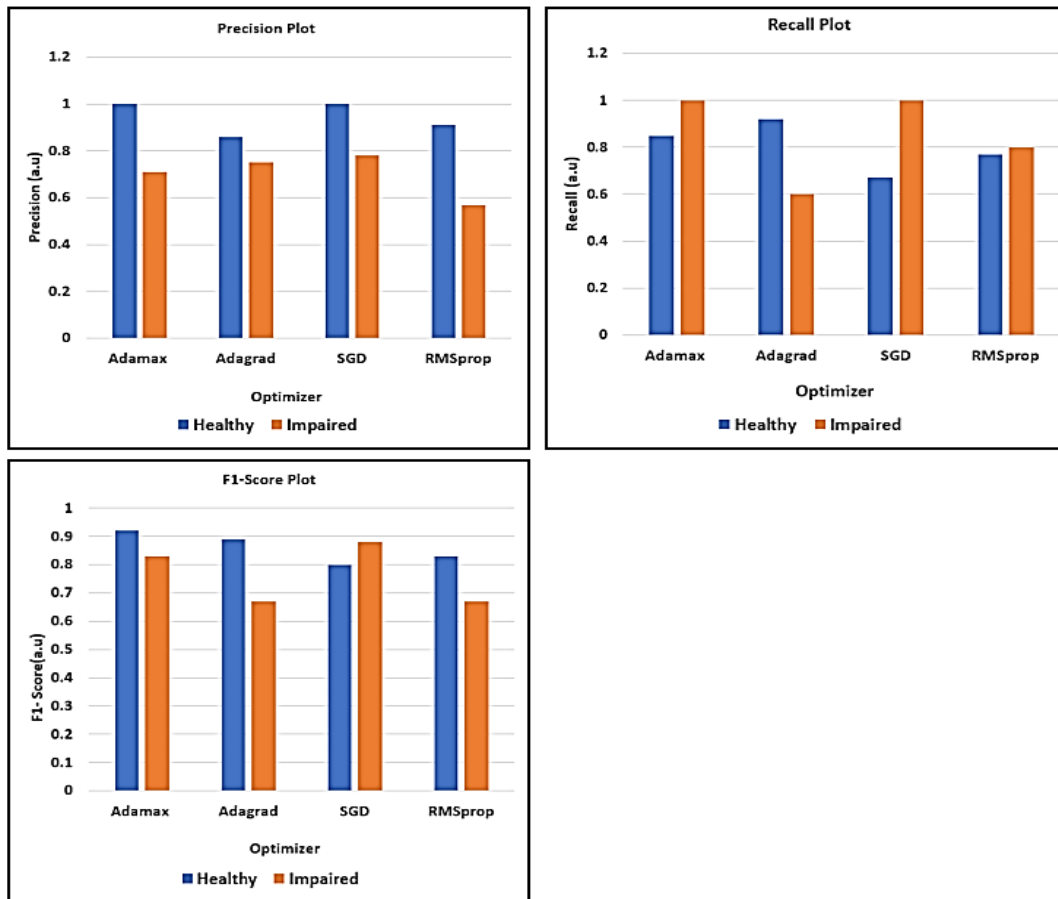 Precision Plot
1.2
1
0.8
0.6
0.4
0.2
0
Precision (a.u)
Adamax Adagrad SGD RMSprop
Optimizer
Healthy Impaired
Recall Plot
1.2
1
0.8
0.6
0.4
0.2
0
Recall (a.u)
Adamax Adagrad SGD RMSprop
Optimizer
Healthy Impaired
F1-Score Plot
1
0.9
0.8
0.7
0.6
0.5
0.4
0.3
0.2
0.1
0
F1- Score(a.u)
Adamax Adagrad SGD RMSprop
Optimizer
Healthy Impaired